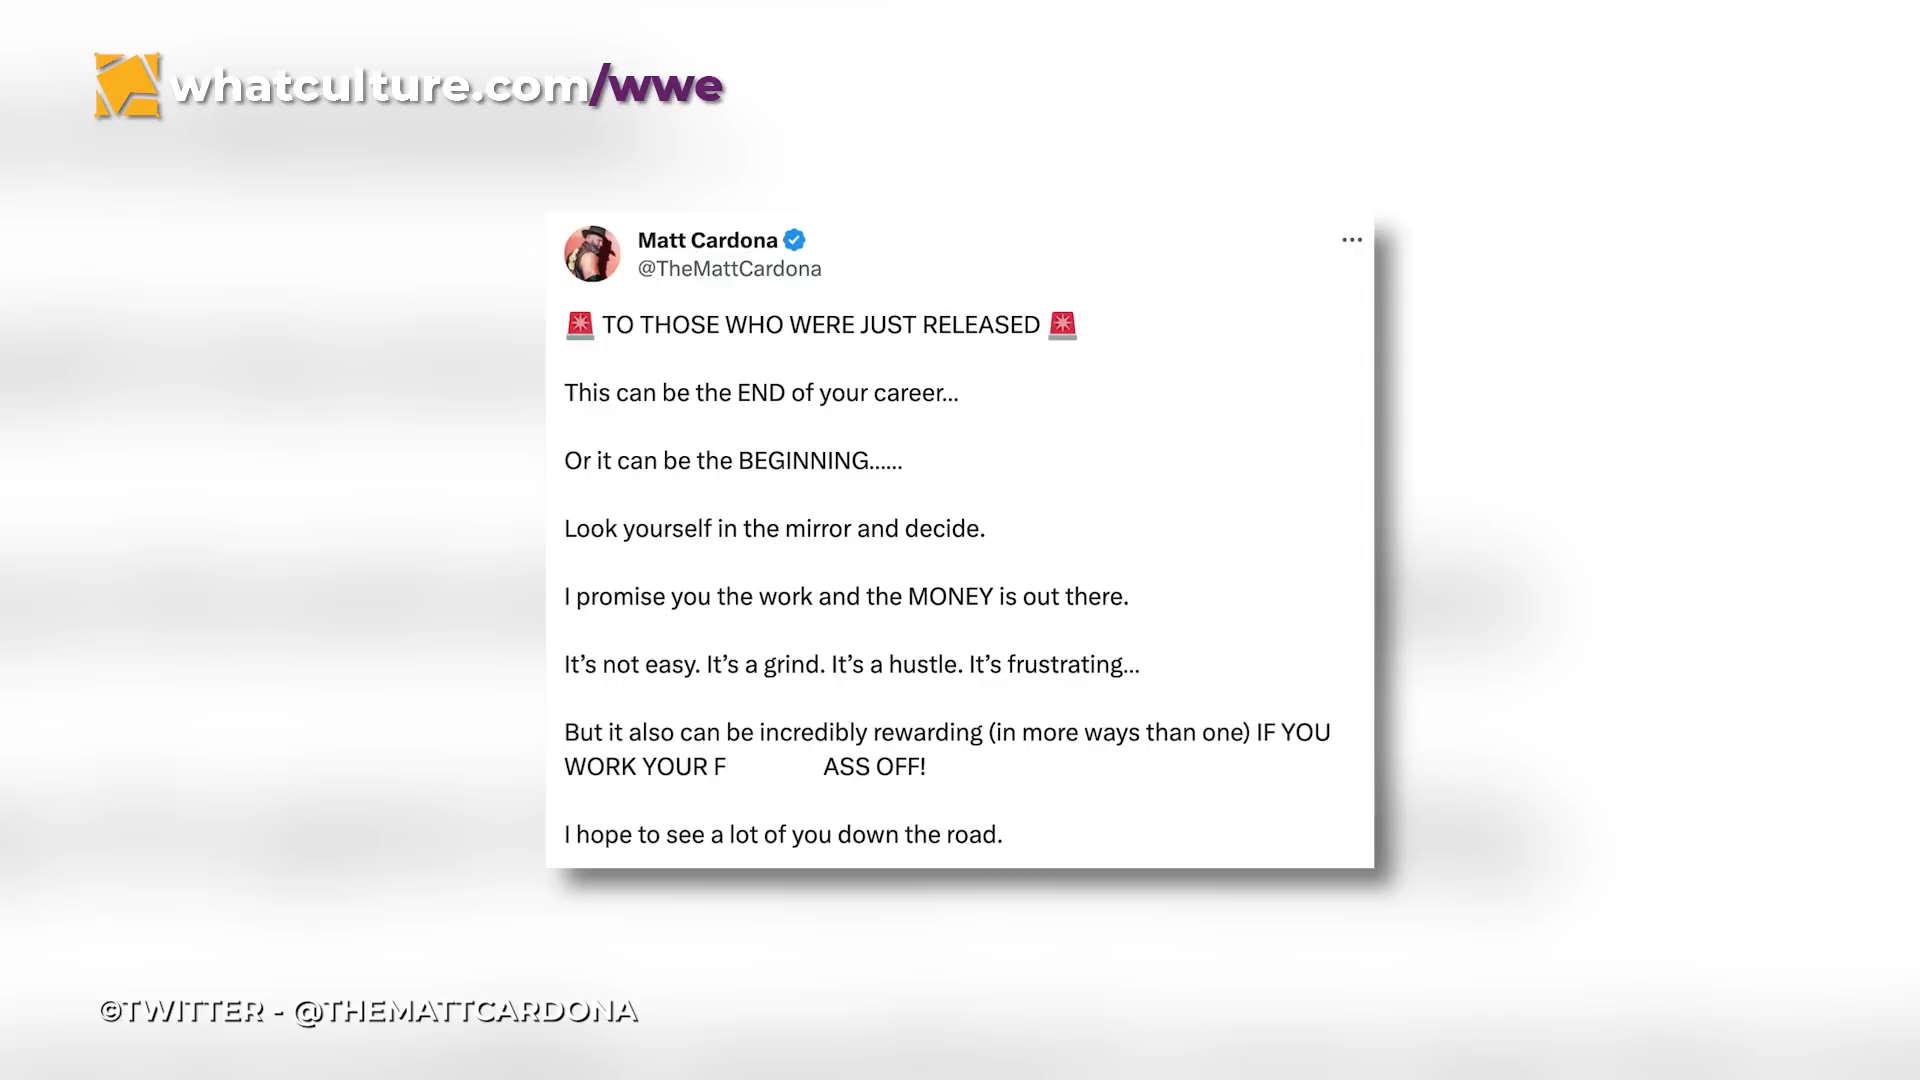 whatculture.com/wwe
Matt Cardona
@TheMattCardona
🚨 TO THOSE WHO WERE JUST RELEASED 🚨
This can be the END of your career...
Or it can be the BEGINNING......
Look yourself in the mirror and decide.
I promise you the work and the MONEY is out there.
It’s not easy. It’s a grind. It’s a hustle. It’s frustrating...
But it also can be incredibly rewarding (in more ways than one) IF YOU
WORK YOUR F ASS OFF!
I hope to see a lot of you down the road.
©TWITTER - @THEMATTCARDONA